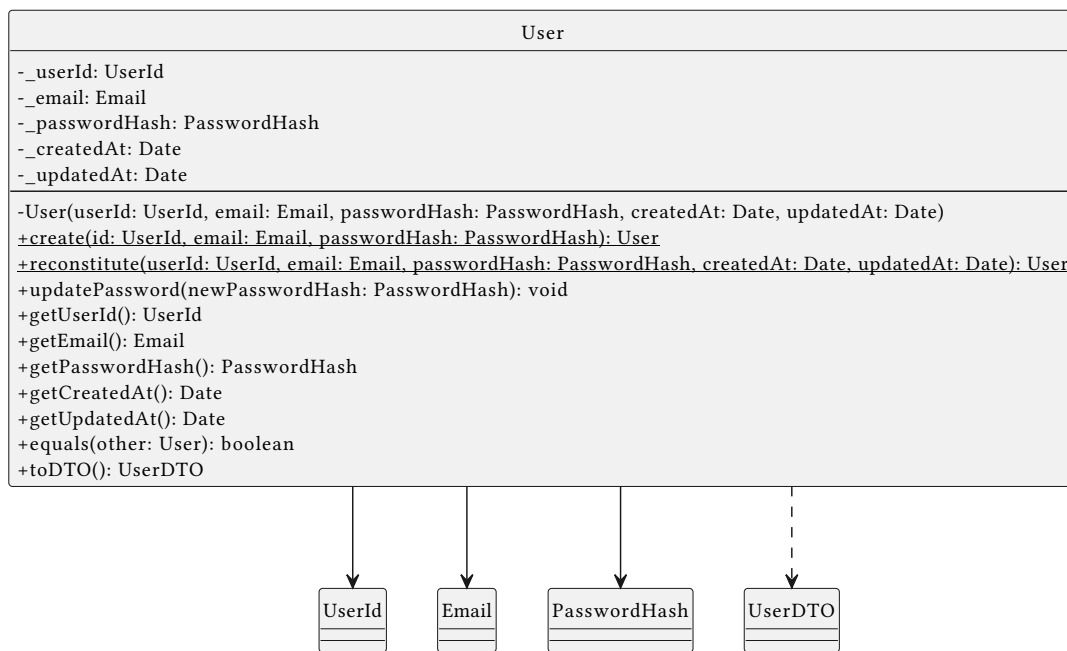 User
-_userId: UserId
-_email: Email
-_passwordHash: PasswordHash
-_createdAt: Date
-_updatedAt: Date
-User(userId: UserId, email: Email, passwordHash: PasswordHash, createdAt: Date, updatedAt: Date)
+create(id: UserId, email: Email, passwordHash: PasswordHash): User
+reconstitute(userId: UserId, email: Email, passwordHash: PasswordHash, createdAt: Date, updatedAt: Date): User
+updatePassword(newPasswordHash: PasswordHash): void
+getUserId(): UserId
+getEmail(): Email
+getPasswordHash(): PasswordHash
+getCreatedAt(): Date
+getUpdatedAt(): Date
+equals(other: User): boolean
+toDTO(): UserDTO
UserId
Email
PasswordHash
UserDTO